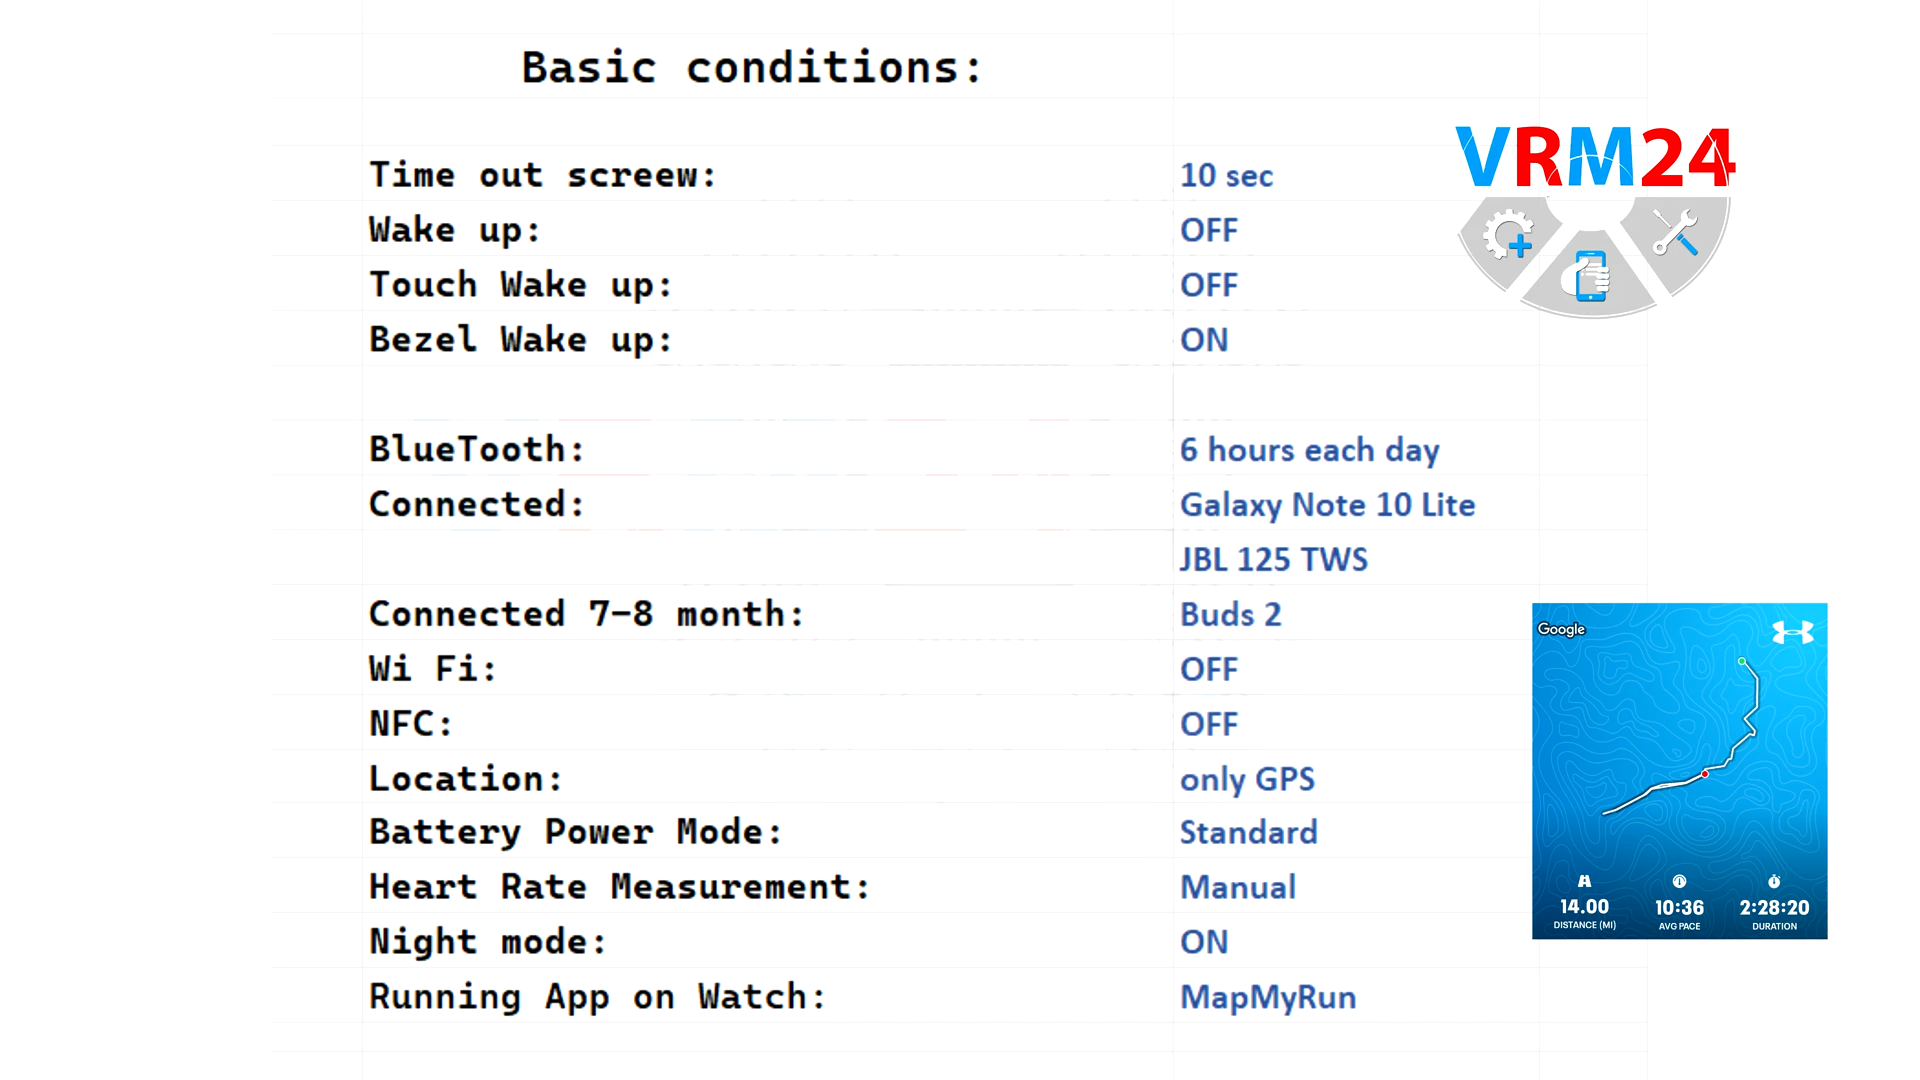 Basic conditions:
Time out screew: 10 sec
Wake up: OFF
Touch Wake up: OFF
Bezel Wake up: ON
BlueTooth: 6 hours each day
Connected: Galaxy Note 10 Lite
JBL 125 TWS
Connected 7-8 month: Buds 2
Wi Fi: OFF
NFC: OFF
Location: only GPS
Battery Power Mode: Standard
Heart Rate Measurement: Manual
Night mode: ON
Running App on Watch: MapMyRun
VRM24
Google
14.00 10:36 2:28:20
DISTANCE (MI) AVG PACE DURATION